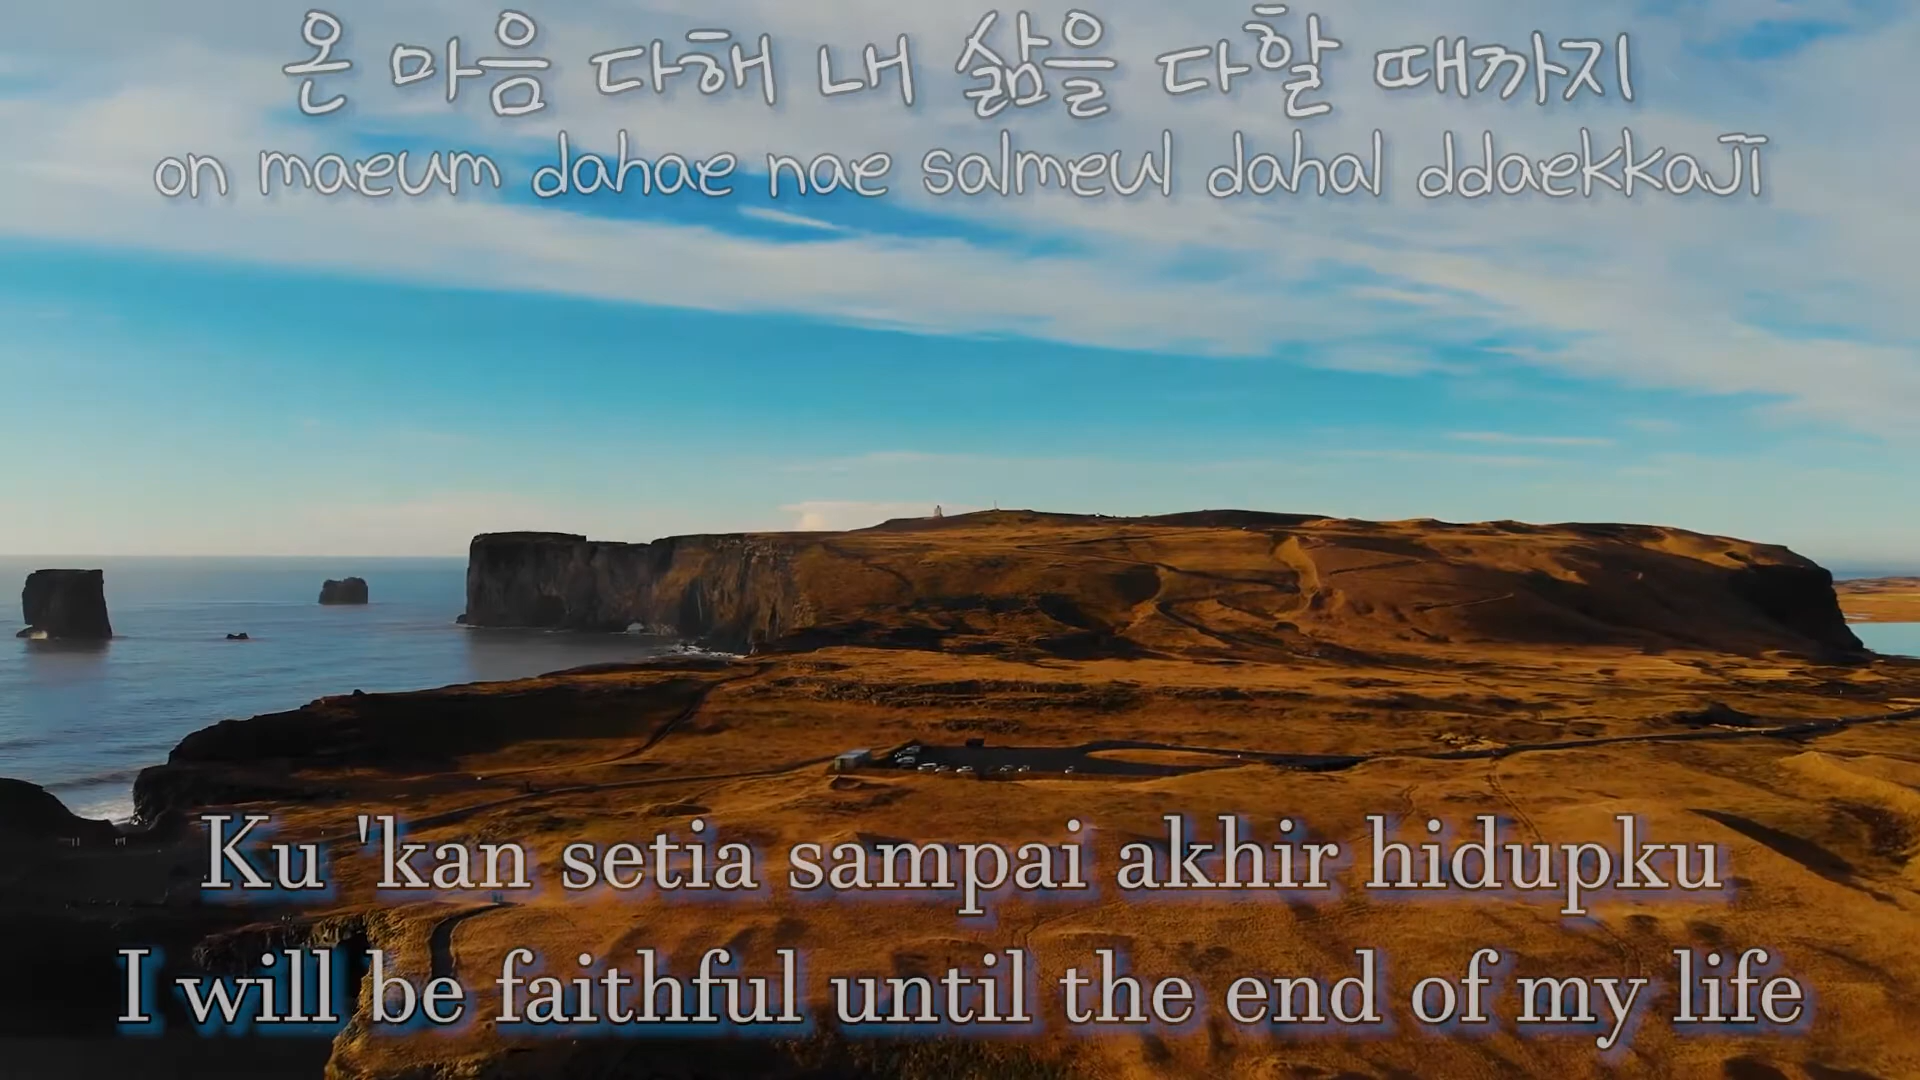 온 마음 다해 내 삶을 다할 때까지
on maeum dahae nae salmeul dahal ddaekkaji
Ku 'kan setia sampai akhir hidupku
I will be faithful until the end of my life